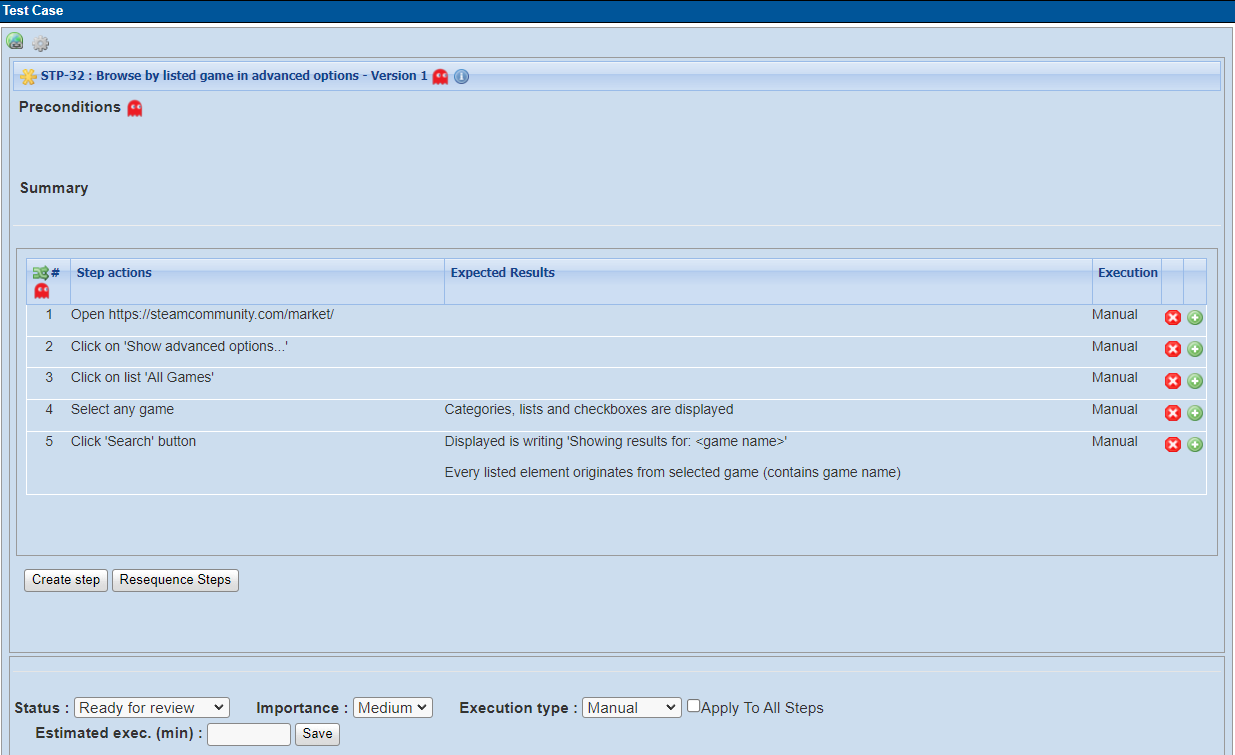 Test Case
STP-32 : Browse by listed game in advanced options - Version 1
Preconditions
Summary
# Step actions Expected Results Execution
1 Open https://steamcommunity.com/market/ Manual
2 Click on 'Show advanced options...' Manual
3 Click on list 'All Games' Manual
4 Select any game Categories, lists and checkboxes are displayed Manual
5 Click 'Search' button Displayed is writing 'Showing results for: <game name>' Manual
Every listed element originates from selected game (contains game name)
Create step Resequence Steps
Status : Ready for review Importance : Medium Execution type : Manual Apply To All Steps
Estimated exec. (min) : Save